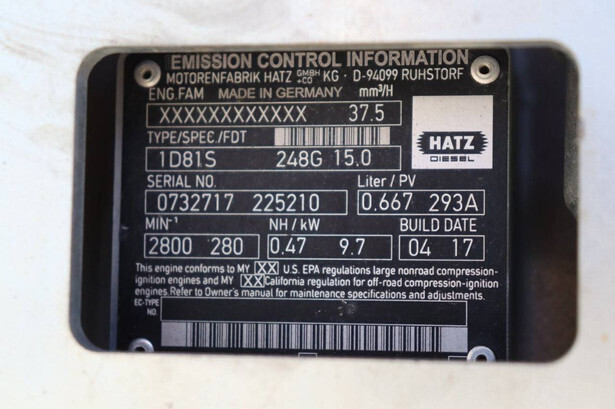 EMISSION CONTROL INFORMATION
MOTORENFABRIK HATZ GMBH +CO KG · D-94099 RUHSTORF
ENG.FAM MADE IN GERMANY mm³/H
XXXXXXXXXXXX 37.5
TYPE/SPEC./FDT
1D81S 248G 15.0
HATZ
DIESEL
SERIAL NO. Liter / PV
0732717 225210 0.667 293A
MIN⁻¹ NH / kW BUILD DATE
2800 280 0.47 9.7 04 17
This engine conforms to MY XX U.S. EPA regulations large nonroad compression-
ignition engines and MY XX California regulation for off-road compression-ignition
engines. Refer to Owner's manual for maintenance specifications and adjustments.
EC-TYPE
NO.